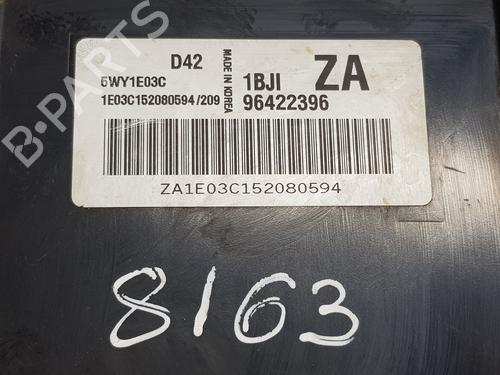 D42
5WY1E03C
1E03C152080594/209
MADE IN KOREA
1BJI
ZA
96422396
ZA1E03C152080594
8163
B-PARTS